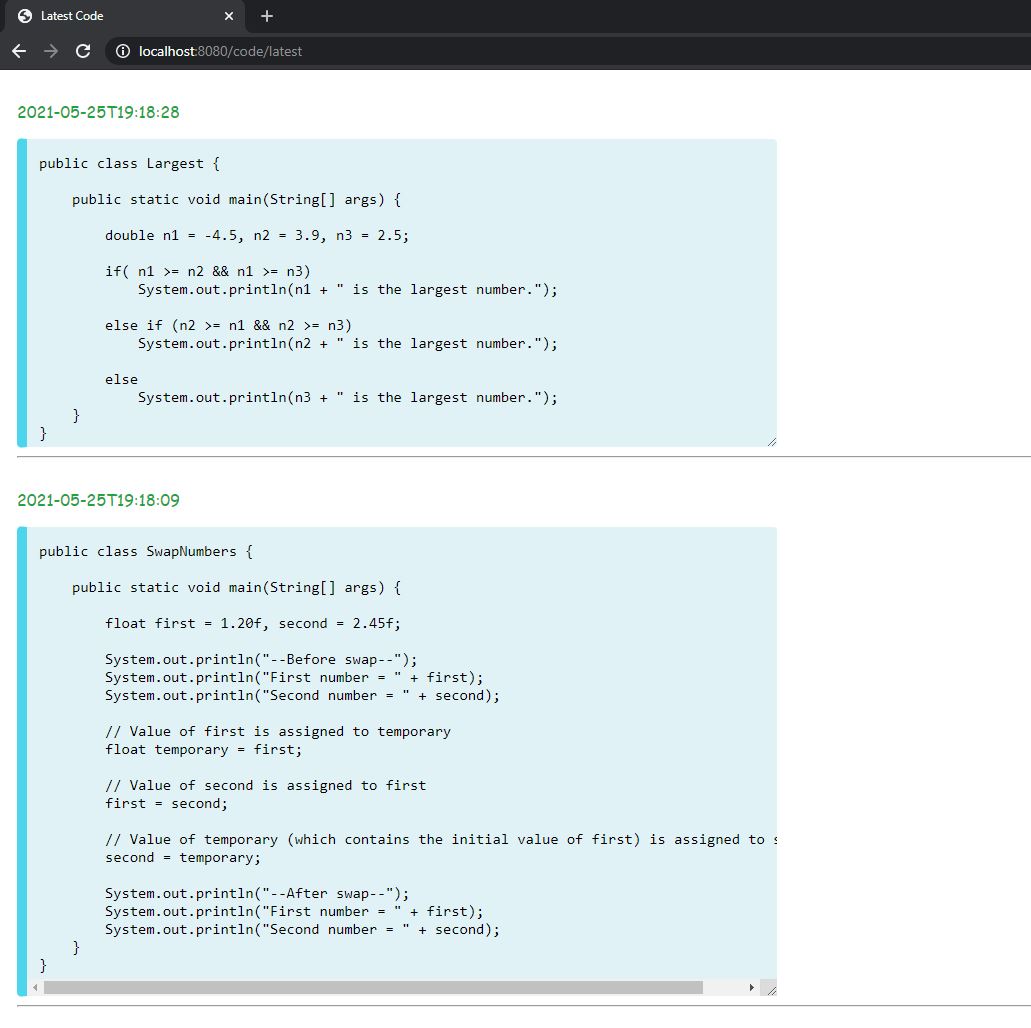 Latest Code
localhost:8080/code/latest
2021-05-25T19:18:28
public class Largest {
    public static void main(String[] args) {
        double n1 = -4.5, n2 = 3.9, n3 = 2.5;
        if( n1 >= n2 && n1 >= n3)
            System.out.println(n1 + " is the largest number.");
        else if (n2 >= n1 && n2 >= n3)
            System.out.println(n2 + " is the largest number.");
        else
            System.out.println(n3 + " is the largest number.");
    }
}
2021-05-25T19:18:09
public class SwapNumbers {
    public static void main(String[] args) {
        float first = 1.20f, second = 2.45f;
        System.out.println("--Before swap--");
        System.out.println("First number = " + first);
        System.out.println("Second number = " + second);
        // Value of first is assigned to temporary
        float temporary = first;
        // Value of second is assigned to first
        first = second;
        // Value of temporary (which contains the initial value of first) is assigned to
        second = temporary;
        System.out.println("--After swap--");
        System.out.println("First number = " + first);
        System.out.println("Second number = " + second);
    }
}